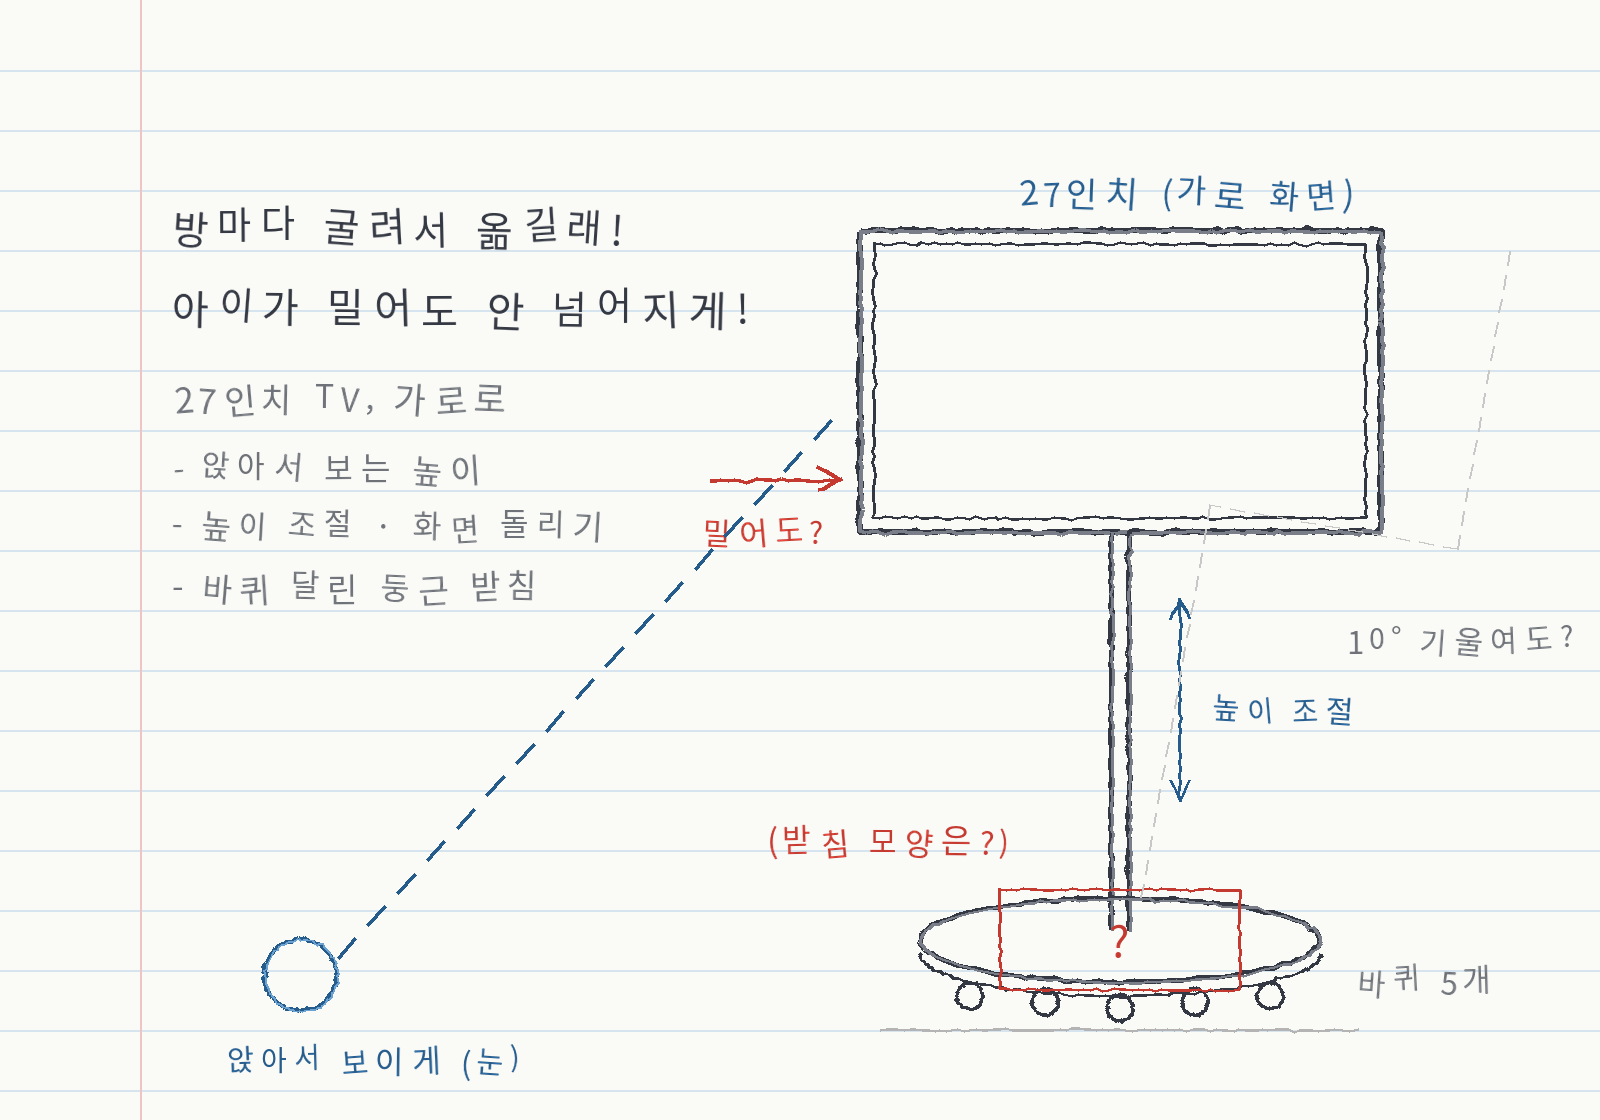 27인치 (가로 화면)
방마다 굴려서 옮길래!
아이가 밀어도 안 넘어지게!
27인치 TV, 가로로
- 앉아서 보는 높이
- 높이 조절 · 화면 돌리기
밀어도?
- 바퀴 달린 둥근 받침
10° 기울여도?
높이 조절
(받침 모양은?)
?
바퀴 5개
앉아서 보이게 (눈)